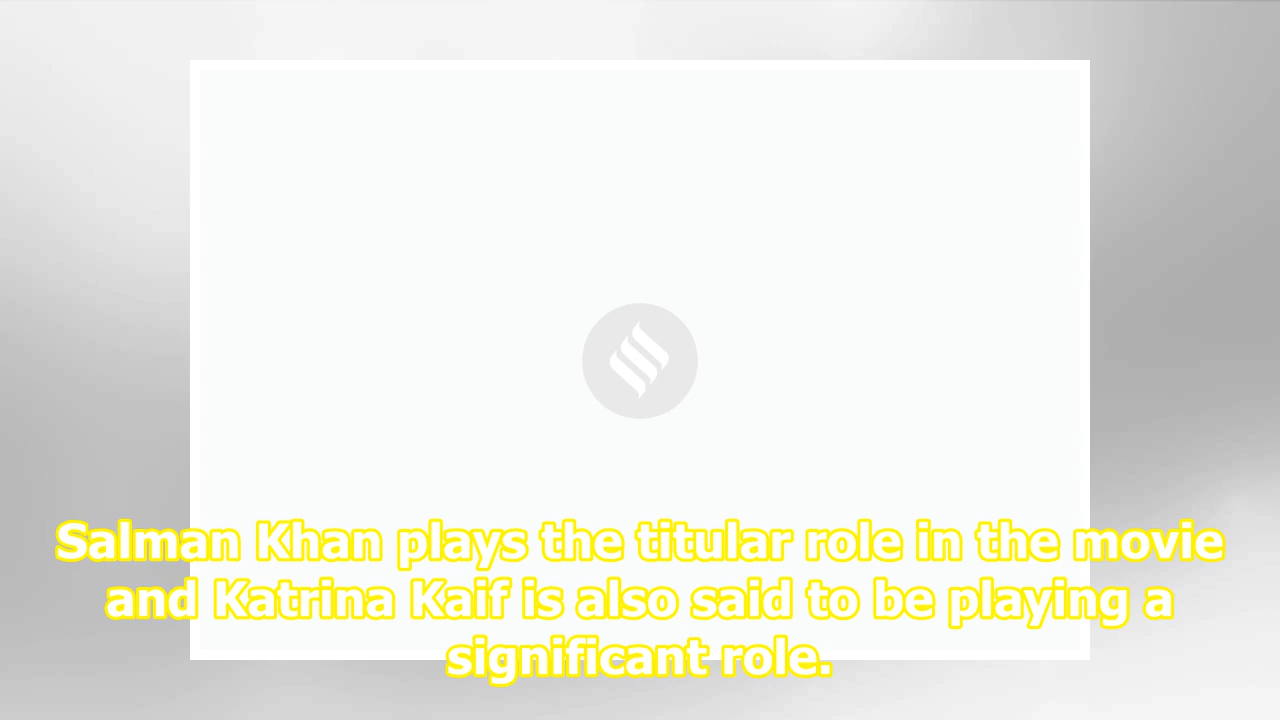 Salman Khan plays the titular role in the movie
and Katrina Kaif is also said to be playing a
significant role.